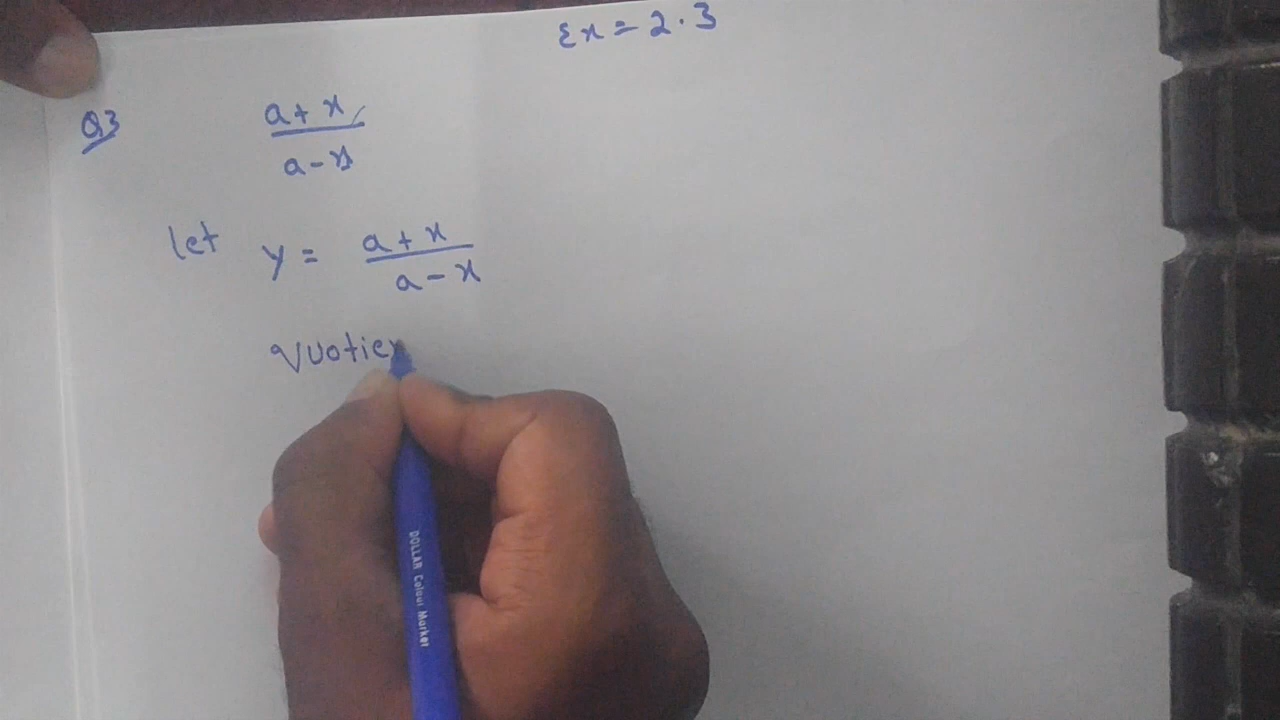 Ex = 2.3
Q3
a + x
a - x
let y = a + x
a - x
Quotie
DOLLAR Colour Marker